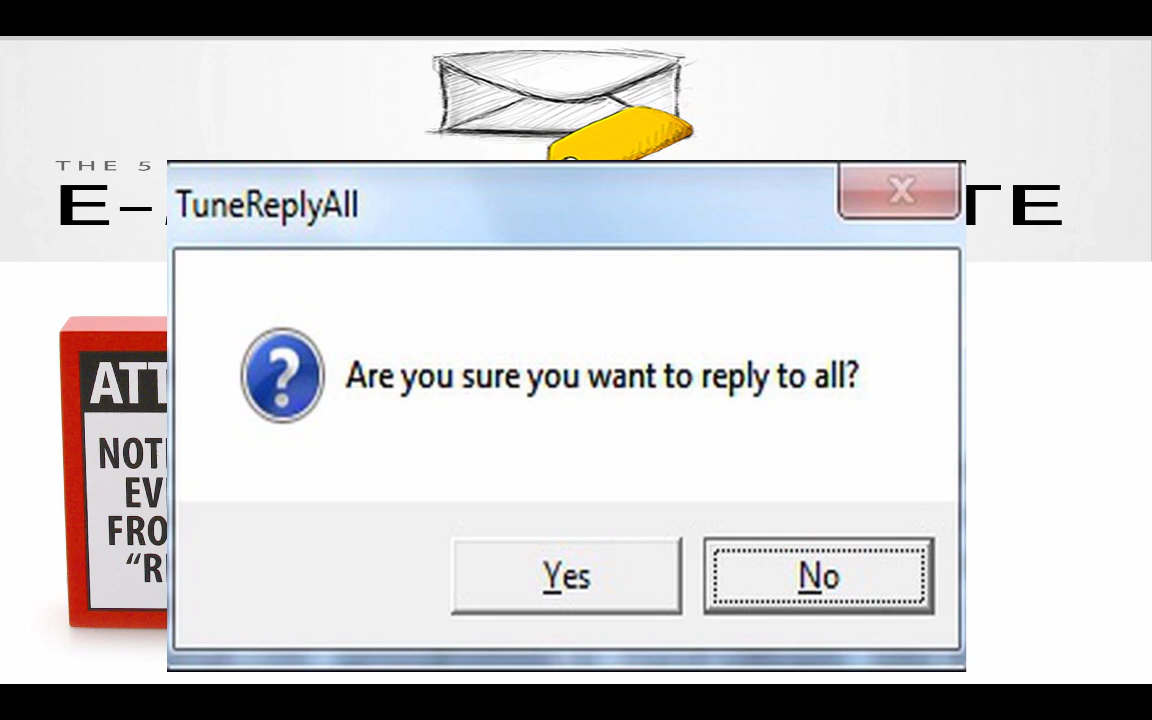 THE 5
E-
TE
TuneReplyAll
Are you sure you want to reply to all?
Yes
No
ATT
NOT
EV
FRO
"R